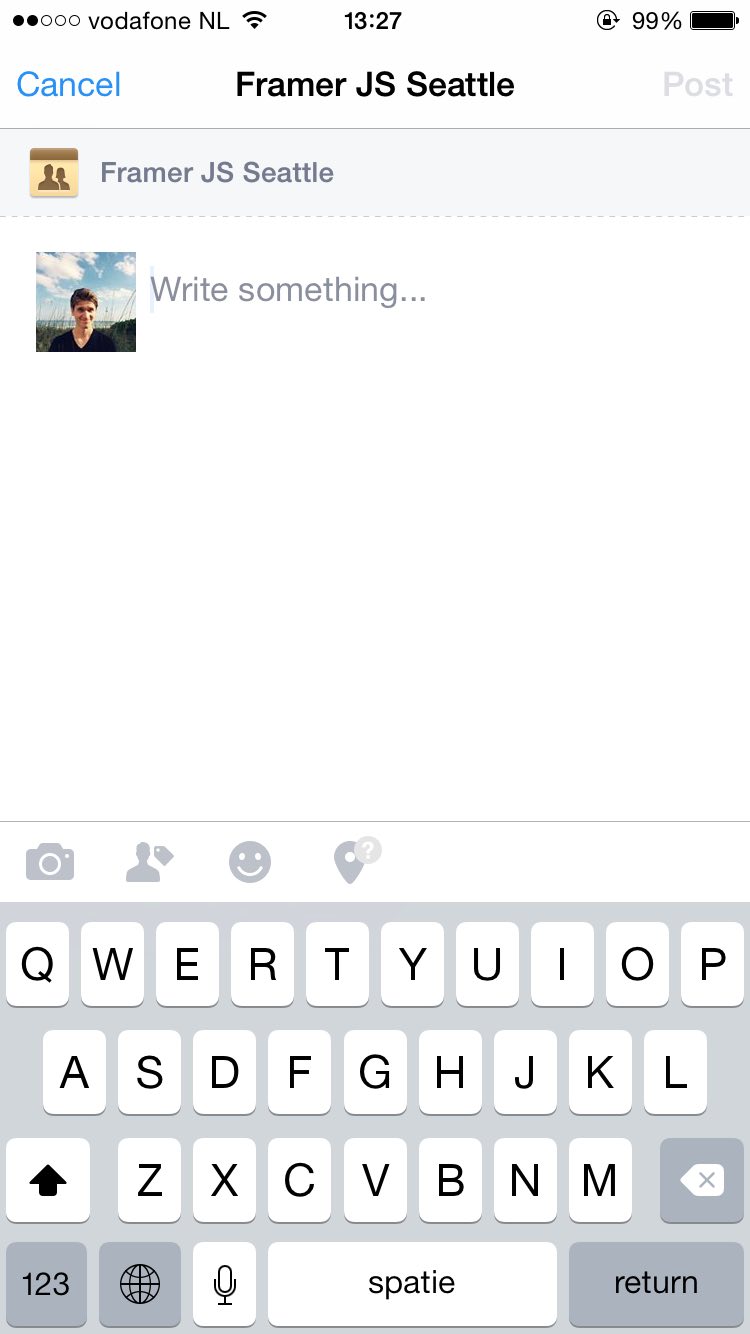 vodafone NL 13:27 99%
Cancel Framer JS Seattle Post
Framer JS Seattle
Write something...
?
Q W E R T Y U I O P
A S D F G H J K L
Z X C V B N M
123 spatie return